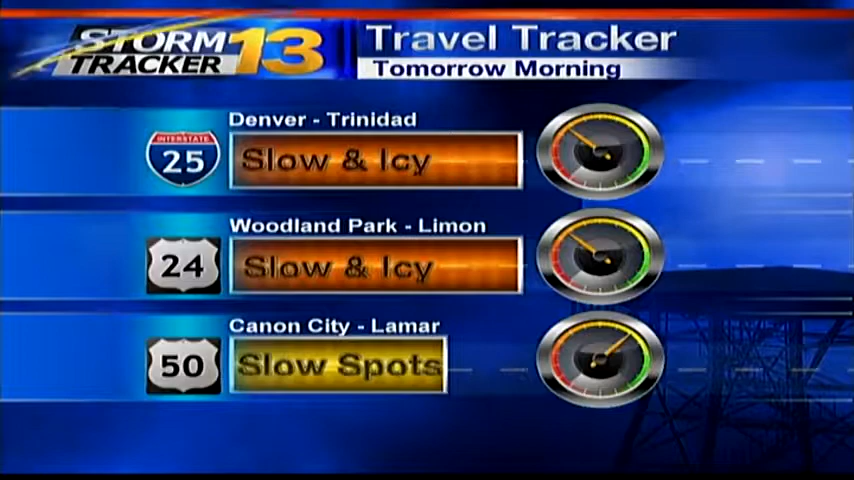 STORM TRACKER 13
Travel Tracker
Tomorrow Morning
Denver - Trinidad
INTERSTATE
25
Slow & Icy
Woodland Park - Limon
24
Slow & Icy
Canon City - Lamar
50
Slow Spots